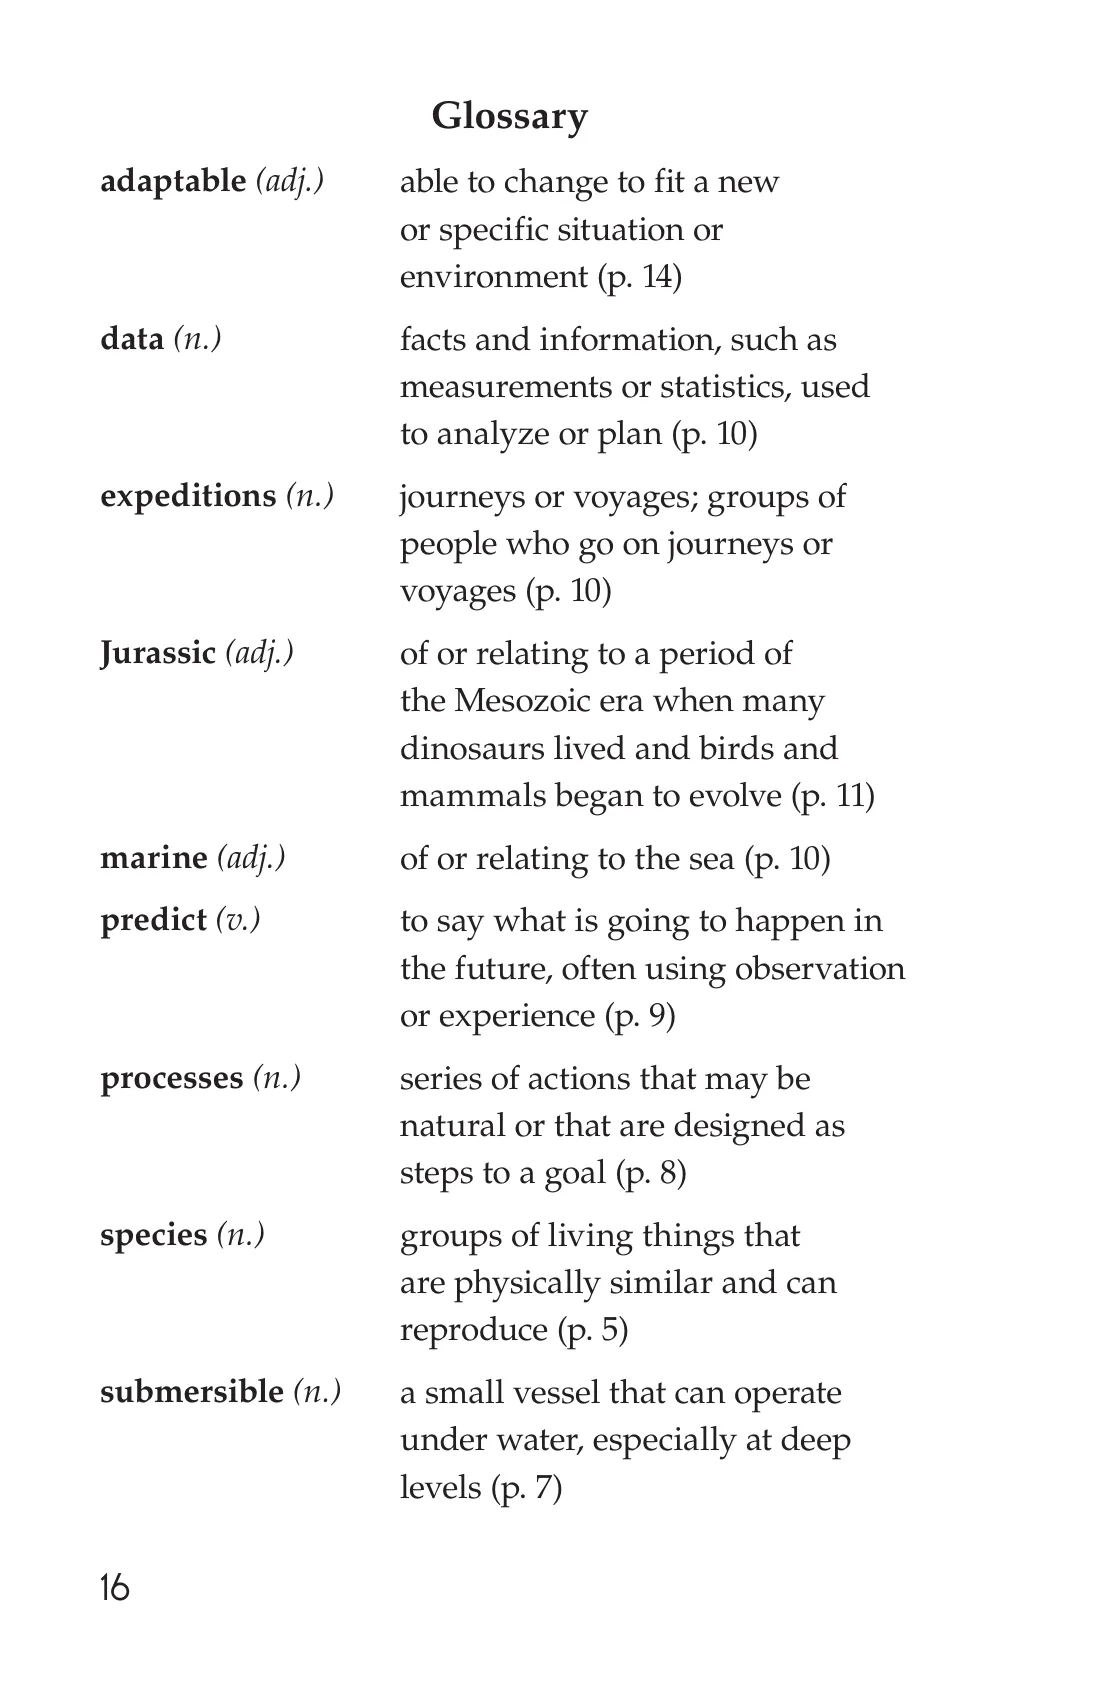 Glossary
adaptable (adj.) able to change to fit a new
or specific situation or
environment (p. 14)
data (n.) facts and information, such as
measurements or statistics, used
to analyze or plan (p. 10)
expeditions (n.) journeys or voyages; groups of
people who go on journeys or
voyages (p. 10)
Jurassic (adj.) of or relating to a period of
the Mesozoic era when many
dinosaurs lived and birds and
mammals began to evolve (p. 11)
marine (adj.) of or relating to the sea (p. 10)
predict (v.) to say what is going to happen in
the future, often using observation
or experience (p. 9)
processes (n.) series of actions that may be
natural or that are designed as
steps to a goal (p. 8)
species (n.) groups of living things that
are physically similar and can
reproduce (p. 5)
submersible (n.) a small vessel that can operate
under water, especially at deep
levels (p. 7)
16